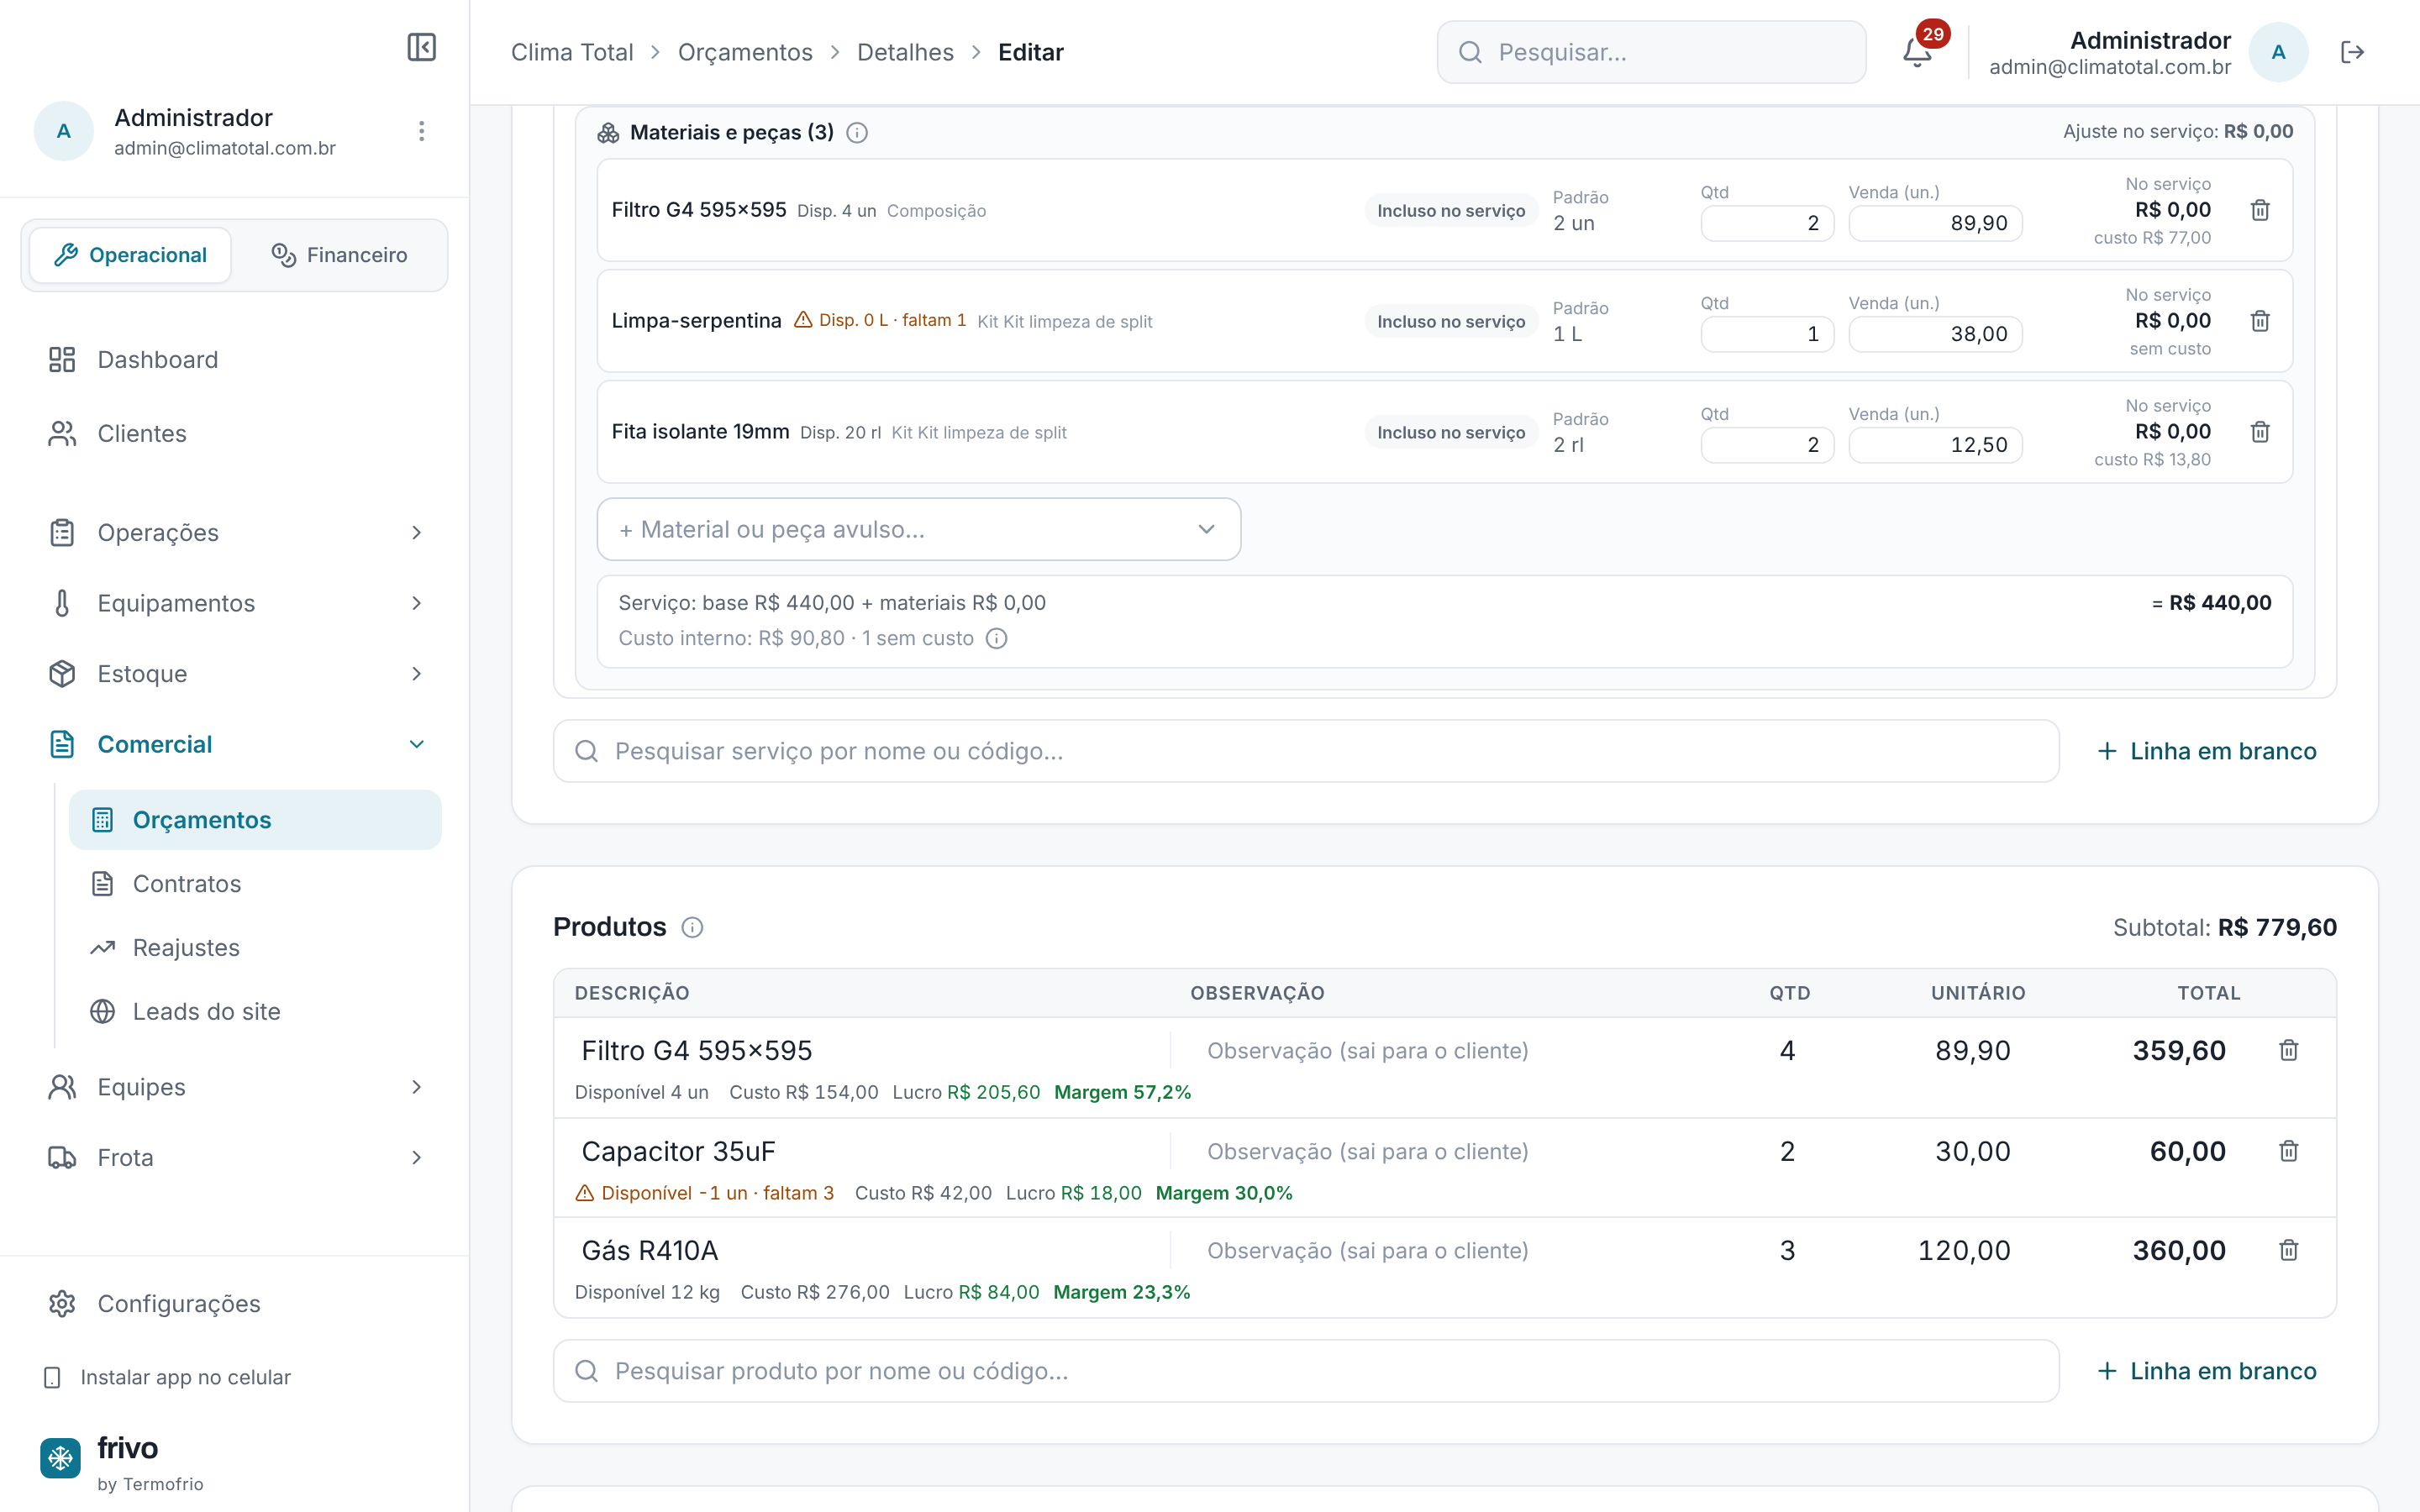 Clima Total > Orçamentos > Detalhes > Editar
Pesquisar...
29
Administrador
admin@climatotal.com.br
A
A
Administrador
admin@climatotal.com.br
Operacional
Financeiro
Dashboard
Clientes
Operações
Equipamentos
Estoque
Comercial
Orçamentos
Contratos
Reajustes
Leads do site
Equipes
Frota
Configurações
Instalar app no celular
frivo
by Termofrio
Materiais e peças (3)
Ajuste no serviço: R$ 0,00
Filtro G4 595×595 Disp. 4 un Composição
Incluso no serviço
Padrão
2 un
Qtd
2
Venda (un.)
89,90
No serviço
R$ 0,00
custo R$ 77,00
Limpa-serpentina Disp. 0 L · faltam 1 Kit Kit limpeza de split
Incluso no serviço
Padrão
1 L
Qtd
1
Venda (un.)
38,00
No serviço
R$ 0,00
sem custo
Fita isolante 19mm Disp. 20 rl Kit Kit limpeza de split
Incluso no serviço
Padrão
2 rl
Qtd
2
Venda (un.)
12,50
No serviço
R$ 0,00
custo R$ 13,80
+ Material ou peça avulso...
Serviço: base R$ 440,00 + materiais R$ 0,00
= R$ 440,00
Custo interno: R$ 90,80 · 1 sem custo
Pesquisar serviço por nome ou código...
+ Linha em branco
Produtos
Subtotal: R$ 779,60
DESCRIÇÃO OBSERVAÇÃO QTD UNITÁRIO TOTAL
Filtro G4 595×595 Observação (sai para o cliente) 4 89,90 359,60
Disponível 4 un Custo R$ 154,00 Lucro R$ 205,60 Margem 57,2%
Capacitor 35uF Observação (sai para o cliente) 2 30,00 60,00
Disponível -1 un · faltam 3 Custo R$ 42,00 Lucro R$ 18,00 Margem 30,0%
Gás R410A Observação (sai para o cliente) 3 120,00 360,00
Disponível 12 kg Custo R$ 276,00 Lucro R$ 84,00 Margem 23,3%
Pesquisar produto por nome ou código...
+ Linha em branco